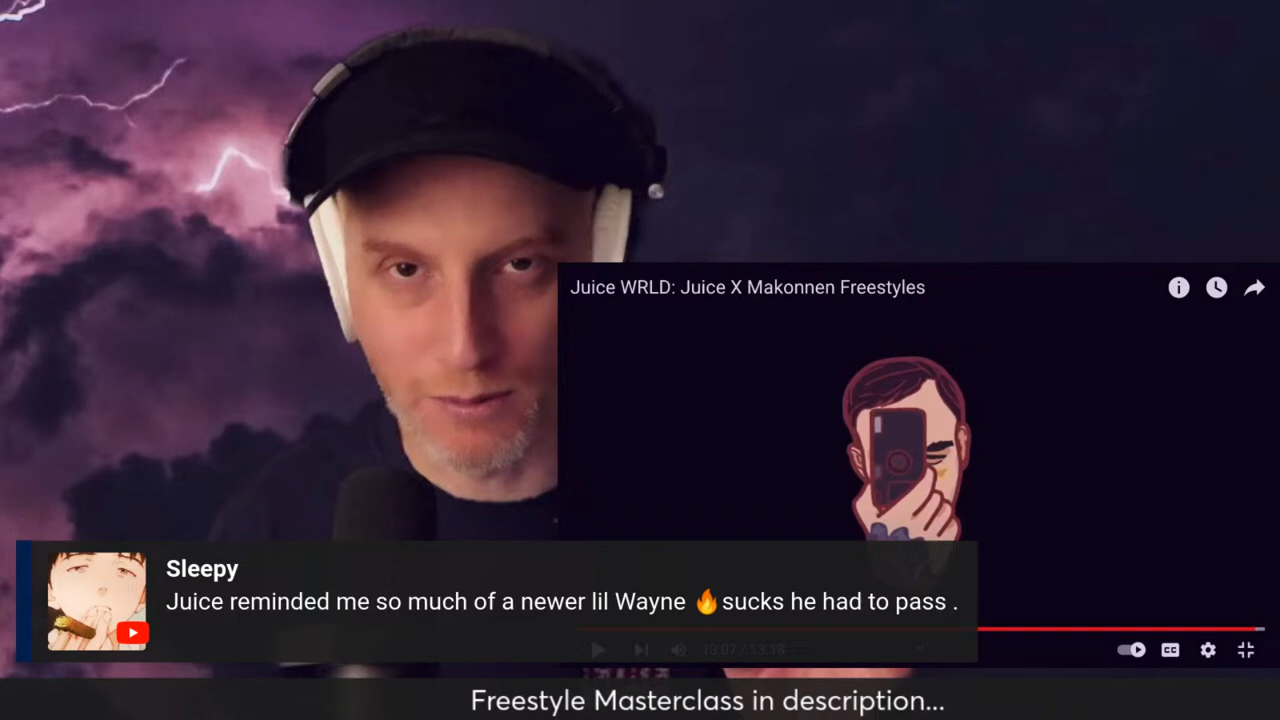 Juice WRLD: Juice X Makonnen Freestyles
Sleepy
Juice reminded me so much of a newer lil Wayne 🔥sucks he had to pass .
CC
13:07 / 13:18
Freestyle Masterclass in description...